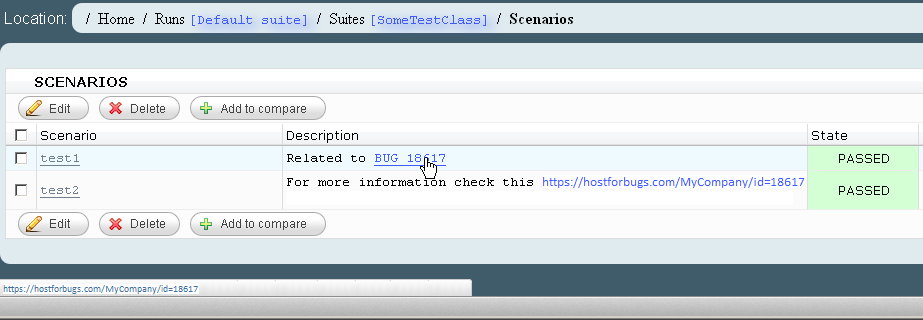 Location: / Home / Runs [Default suite] / Suites [SomeTestClass] / Scenarios
SCENARIOS
Edit Delete Add to compare
Scenario Description State
test1 Related to BUG 18617 PASSED
test2 For more information check this https://hostforbugs.com/MyCompany/id=18617 PASSED
Edit Delete Add to compare
https://hostforbugs.com/MyCompany/id=18617